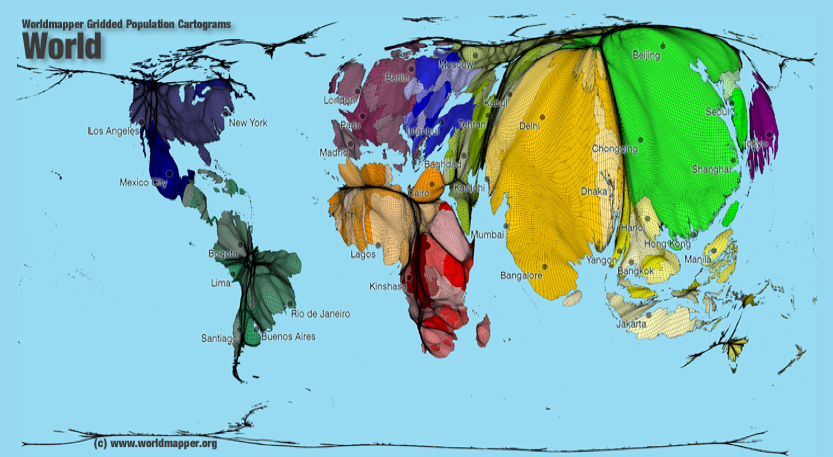 Worldmapper Gridded Population Cartograms
World
Moscow
Beijing
Berlin
London
Kabul
Seoul
Paris
Istanbul
Tehran
Delhi
Los Angeles
New York
Tokyo
Madrid
Chongqing
Baghdad
Shanghai
Mexico City
Cairo
Karachi
Dhaka
Hanoi
Mumbai
Hong Kong
Bogota
Lagos
Manila
Yangon
Bangkok
Bangalore
Lima
Kinshasa
Rio de Janeiro
Jakarta
Santiago
Buenos Aires
(c) www.worldmapper.org